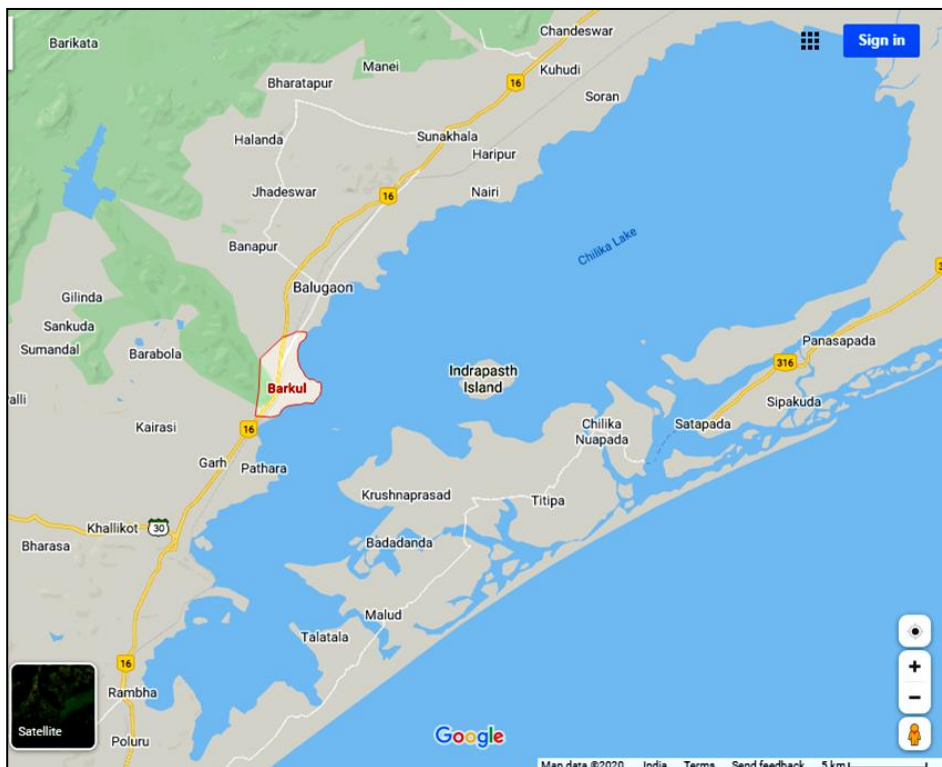 Chandeswar
Sign in
Barikata
Manei
Kuhudi
Bharatapur
16
Soran
Halanda
Sunakhala
Haripur
Jhadeswar
Nairi
16
Banapur
Chilika Lake
Balugaon
Gilinda
Sankuda
Sumandal
Barabola
Panasapada
316
Indrapasth
Island
Barkul
Sipakuda
Kairasi
16
Chilika
Nuapada
Satapada
Garh
Pathara
Krushnaprasad
Titipa
Khallikot
30
Bharasa
Badadanda
Malud
Talatala
16
Rambha
Satellite
Poluru
Google
Map data ©2020 India Terms Send feedback 5 km